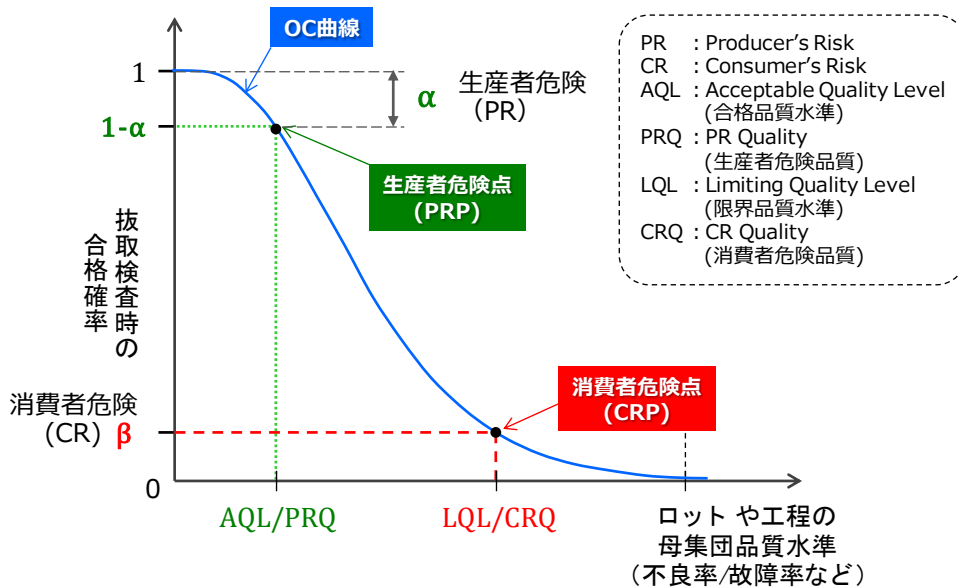 OC曲線
1
α
生産者危険
(PR)
1-α
生産者危険点
(PRP)
PR : Producer's Risk
CR : Consumer's Risk
AQL : Acceptable Quality Level
(合格品質水準)
PRQ : PR Quality
(生産者危険品質)
LQL : Limiting Quality Level
(限界品質水準)
CRQ : CR Quality
(消費者危険品質)
抜取検査時の
合格確率
消費者危険
(CR) β
消費者危険点
(CRP)
0
AQL/PRQ
LQL/CRQ
ロット や工程の
母集団品質水準
(不良率/故障率など)